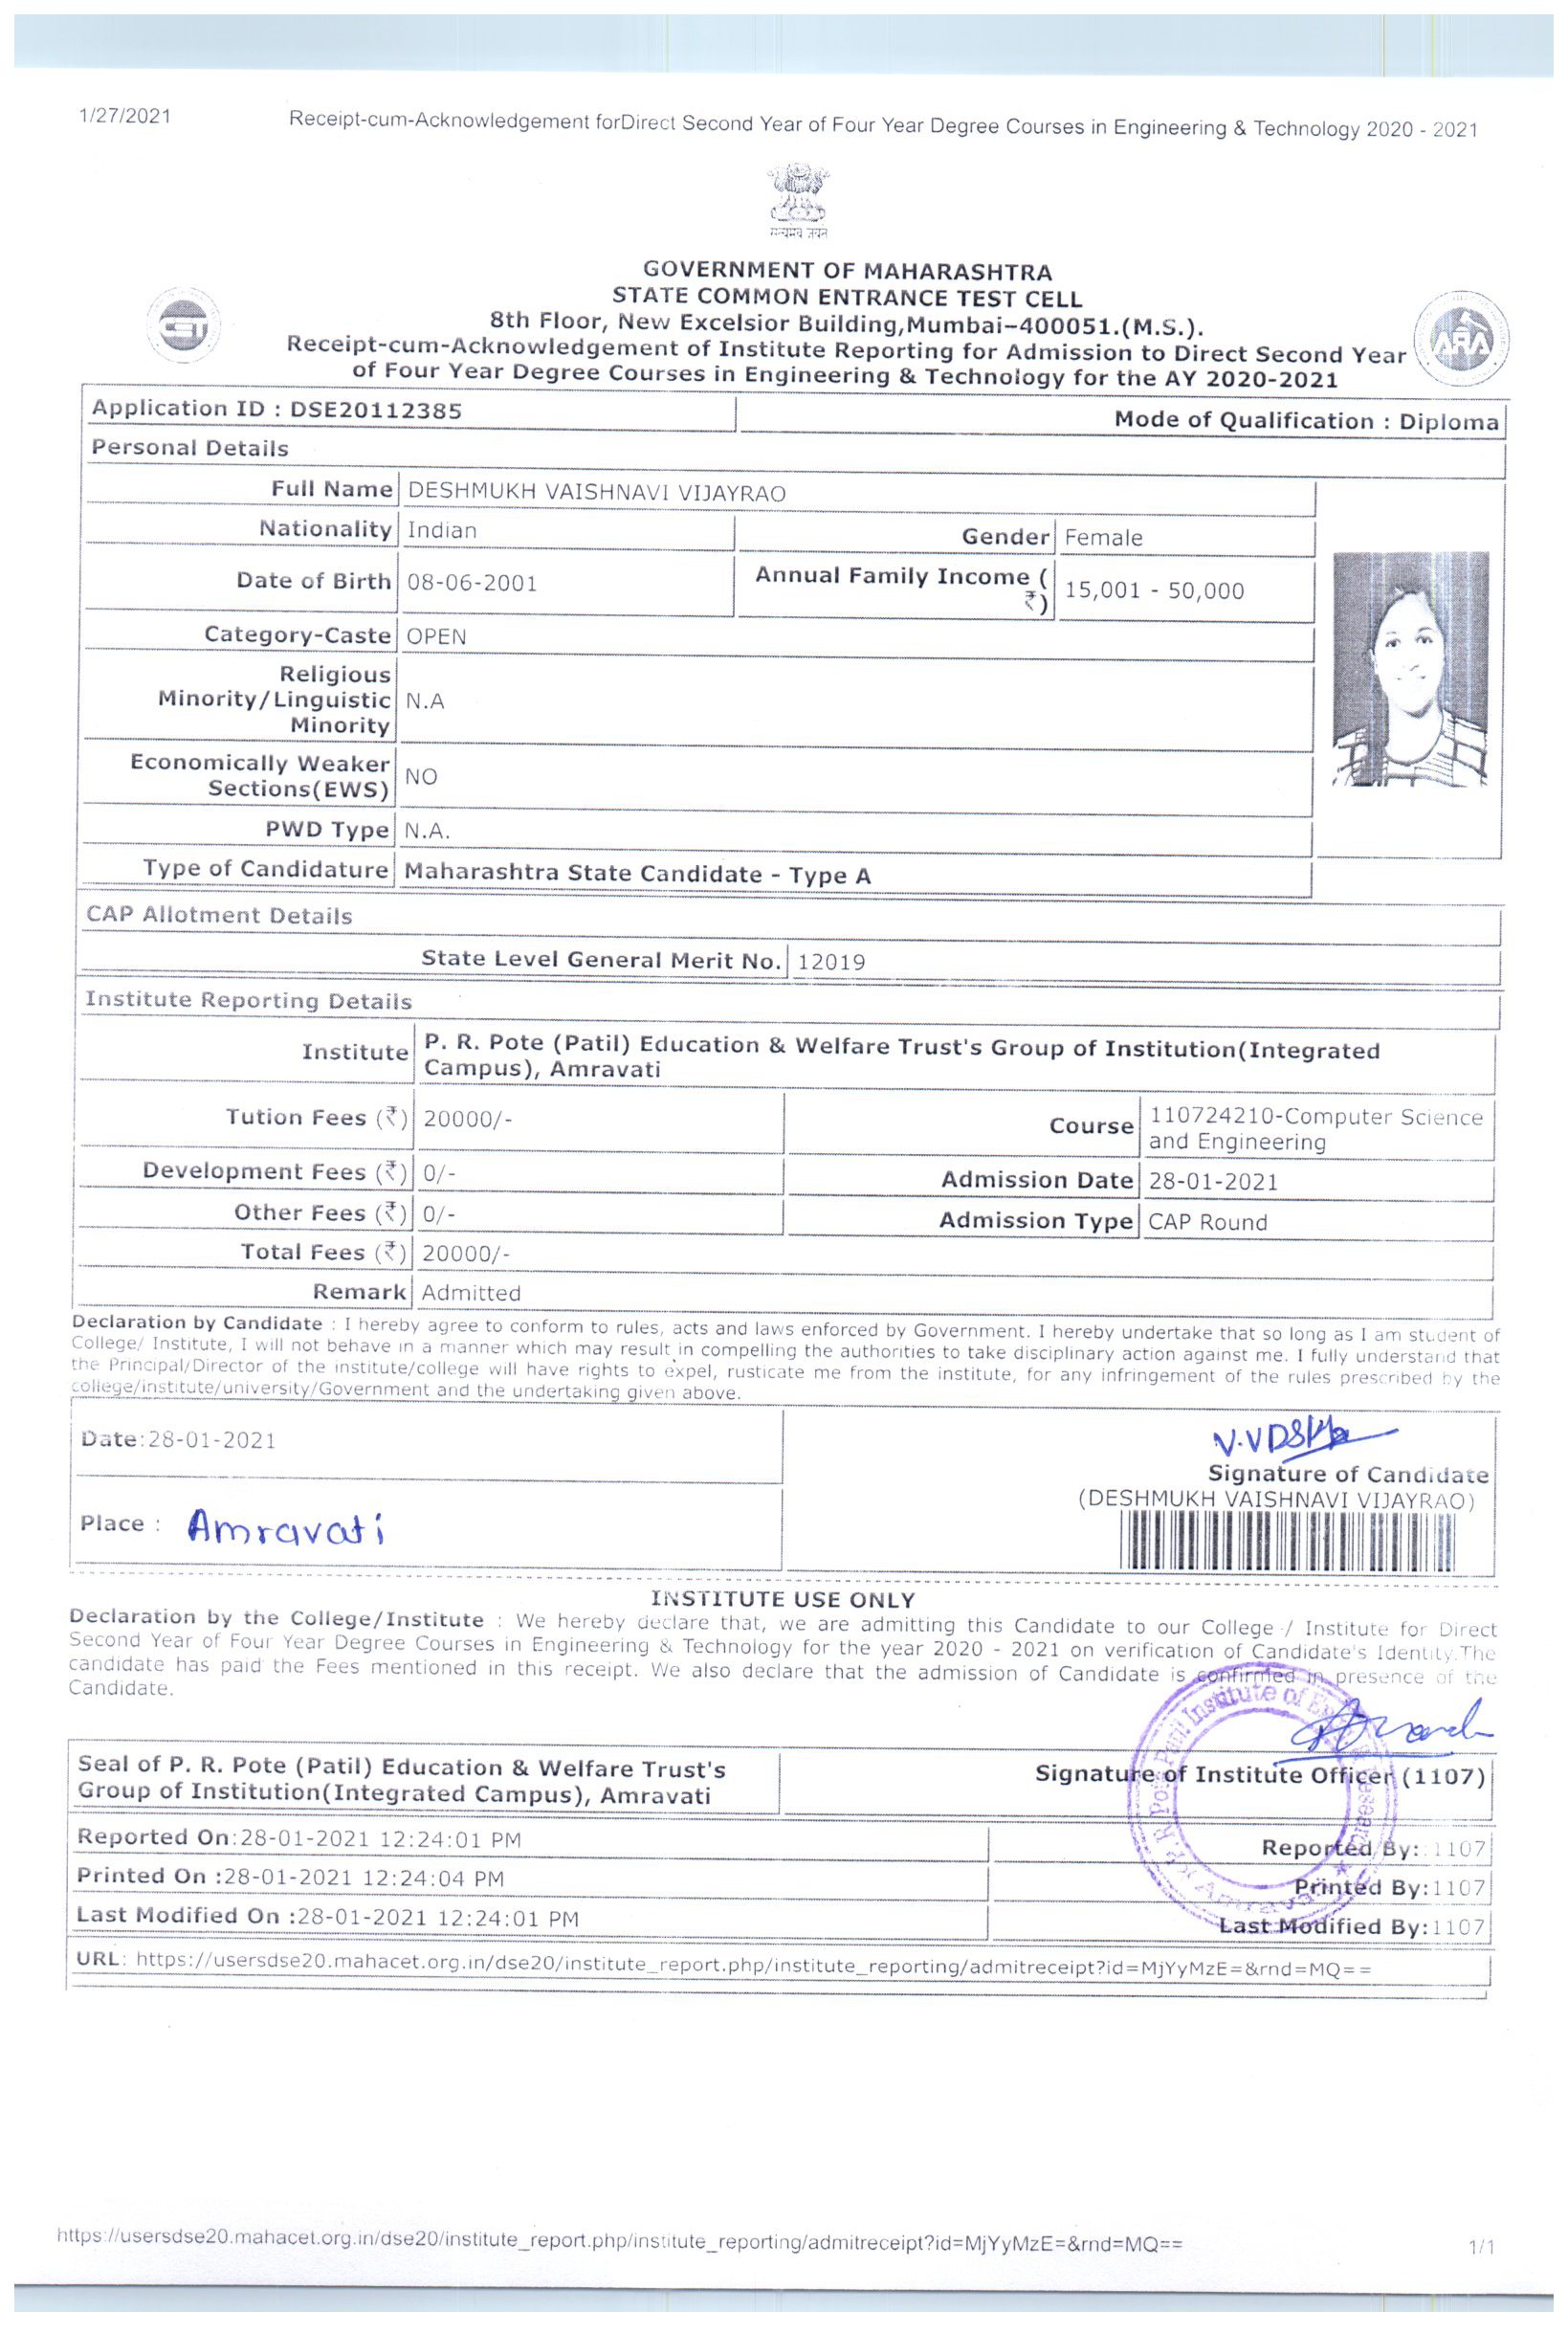 1/27/2021 Receipt-cum-Acknowledgement forDirect Second Year of Four Year Degree Courses in Engineering & Technology 2020 - 2021
सत्यमेव जयते
GOVERNMENT OF MAHARASHTRA
STATE COMMON ENTRANCE TEST CELL
8th Floor, New Excelsior Building,Mumbai–400051.(M.S.).
Receipt-cum-Acknowledgement of Institute Reporting for Admission to Direct Second Year
of Four Year Degree Courses in Engineering & Technology for the AY 2020-2021
CET
ARA
Application ID : DSE20112385 Mode of Qualification : Diploma
Personal Details
Full Name DESHMUKH VAISHNAVI VIJAYRAO
Nationality Indian Gender Female
Date of Birth 08-06-2001 Annual Family Income (
₹) 15,001 - 50,000
Category-Caste OPEN
Religious
Minority/Linguistic N.A
Minority
Economically Weaker
Sections(EWS) NO
PWD Type N.A.
Type of Candidature Maharashtra State Candidate - Type A
CAP Allotment Details
State Level General Merit No. 12019
Institute Reporting Details
Institute P. R. Pote (Patil) Education & Welfare Trust's Group of Institution(Integrated
Campus), Amravati
Tution Fees (₹) 20000/- Course 110724210-Computer Science
and Engineering
Development Fees (₹) 0/- Admission Date 28-01-2021
Other Fees (₹) 0/- Admission Type CAP Round
Total Fees (₹) 20000/-
Remark Admitted
Declaration by Candidate : I hereby agree to conform to rules, acts and laws enforced by Government. I hereby undertake that so long as I am student of
College/ Institute, I will not behave in a manner which may result in compelling the authorities to take disciplinary action against me. I fully understand that
the Principal/Director of the institute/college will have rights to expel, rusticate me from the institute, for any infringement of the rules prescribed by the
college/institute/university/Government and the undertaking given above.
Date:28-01-2021
Signature of Candidate
(DESHMUKH VAISHNAVI VIJAYRAO)
Place : Amravati
INSTITUTE USE ONLY
Declaration by the College/Institute : We hereby declare that, we are admitting this Candidate to our College / Institute for Direct
Second Year of Four Year Degree Courses in Engineering & Technology for the year 2020 - 2021 on verification of Candidate's Identity.The
candidate has paid the Fees mentioned in this receipt. We also declare that the admission of Candidate is confirmed in presence of the
Candidate.
Seal of P. R. Pote (Patil) Education & Welfare Trust's
Group of Institution(Integrated Campus), Amravati
Signature of Institute Officer (1107)
Reported On:28-01-2021 12:24:01 PM Reported By: 1107
Printed On :28-01-2021 12:24:04 PM Printed By:1107
Last Modified On :28-01-2021 12:24:01 PM Last Modified By:1107
URL: https://usersdse20.mahacet.org.in/dse20/institute_report.php/institute_reporting/admitreceipt?id=MjYyMzE=&rnd=MQ==
https://usersdse20.mahacet.org.in/dse20/institute_report.php/institute_reporting/admitreceipt?id=MjYyMzE=&rnd=MQ== 1/1